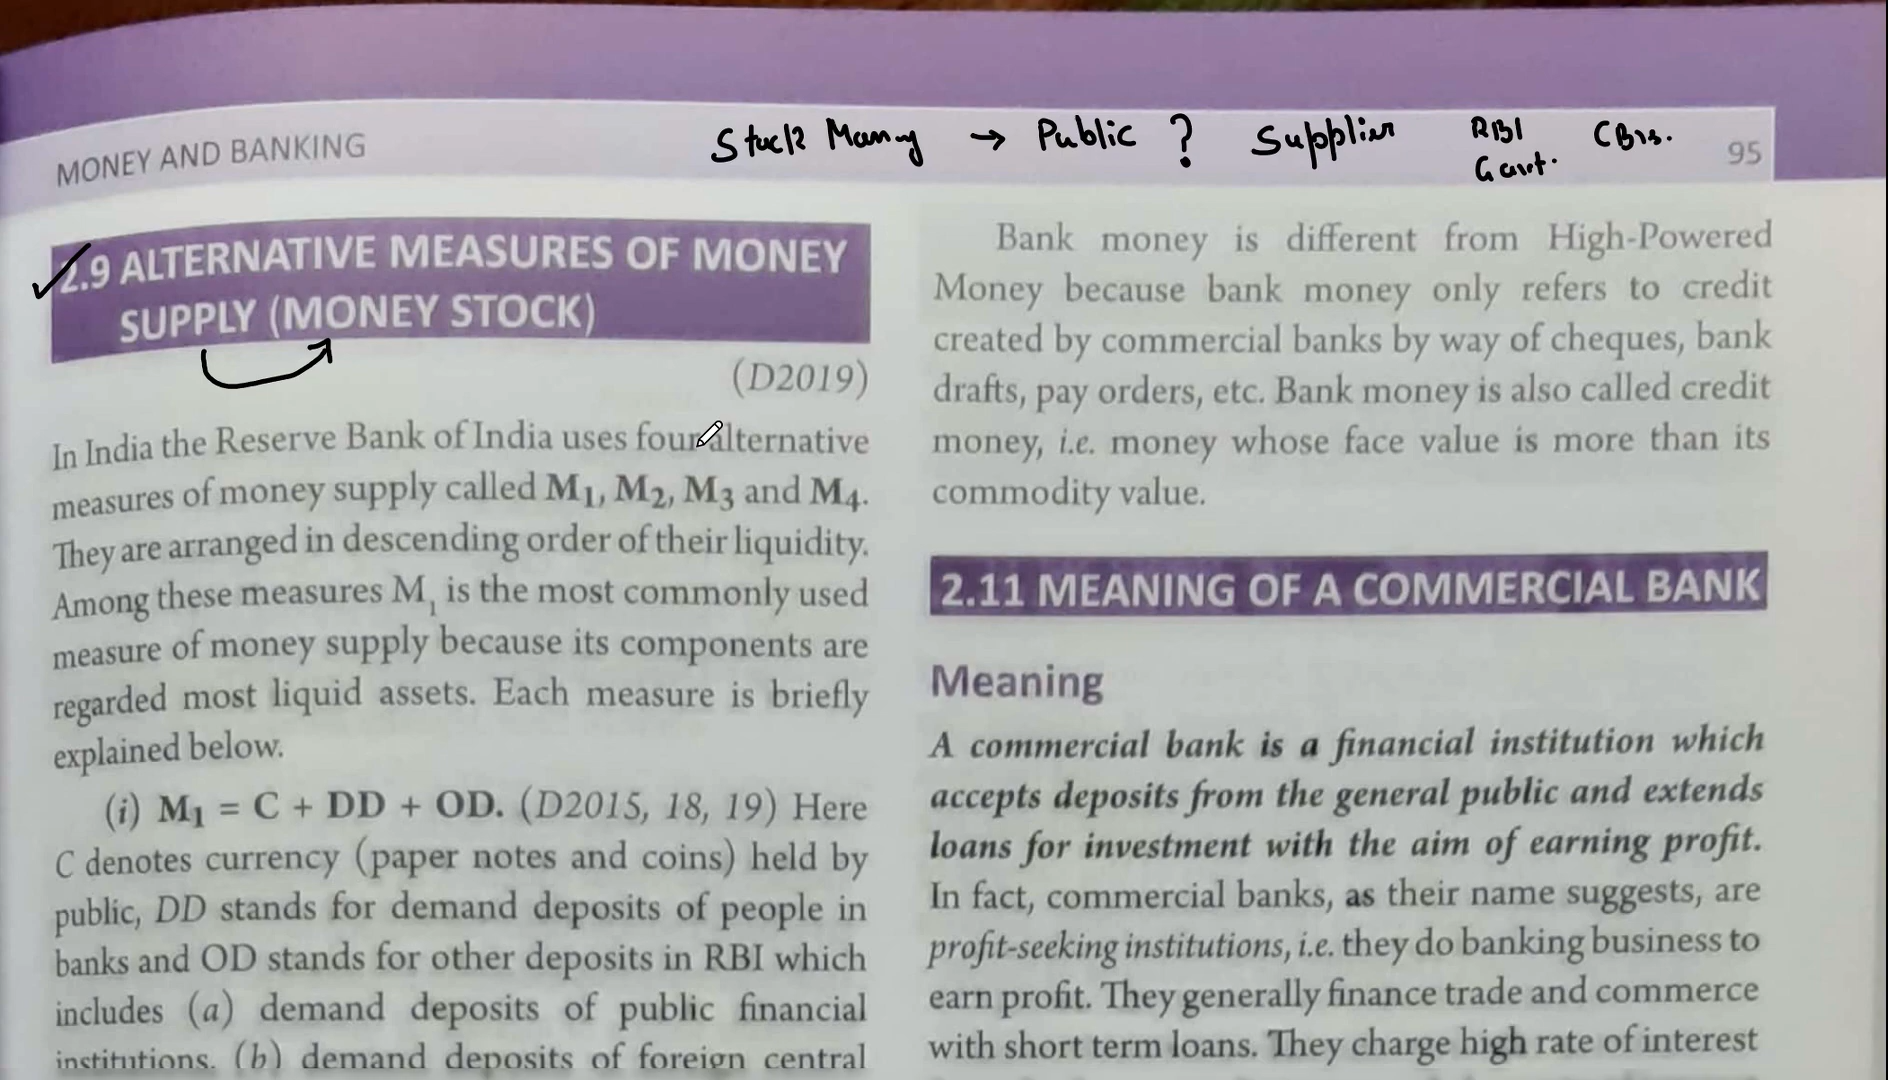 MONEY AND BANKING
Stock Money → Public ? Supplier RBI Govt. CBs.
95
2.9 ALTERNATIVE MEASURES OF MONEY
SUPPLY (MONEY STOCK)
(D2019)
In India the Reserve Bank of India uses four alternative
measures of money supply called M₁, M₂, M₃ and M₄.
They are arranged in descending order of their liquidity.
Among these measures M₁ is the most commonly used
measure of money supply because its components are
regarded most liquid assets. Each measure is briefly
explained below.
(i) M₁ = C + DD + OD. (D2015, 18, 19) Here
C denotes currency (paper notes and coins) held by
public, DD stands for demand deposits of people in
banks and OD stands for other deposits in RBI which
includes (a) demand deposits of public financial
institutions, (b) demand deposits of foreign central
Bank money is different from High-Powered
Money because bank money only refers to credit
created by commercial banks by way of cheques, bank
drafts, pay orders, etc. Bank money is also called credit
money, i.e. money whose face value is more than its
commodity value.
2.11 MEANING OF A COMMERCIAL BANK
Meaning
A commercial bank is a financial institution which
accepts deposits from the general public and extends
loans for investment with the aim of earning profit.
In fact, commercial banks, as their name suggests, are
profit-seeking institutions, i.e. they do banking business to
earn profit. They generally finance trade and commerce
with short term loans. They charge high rate of interest